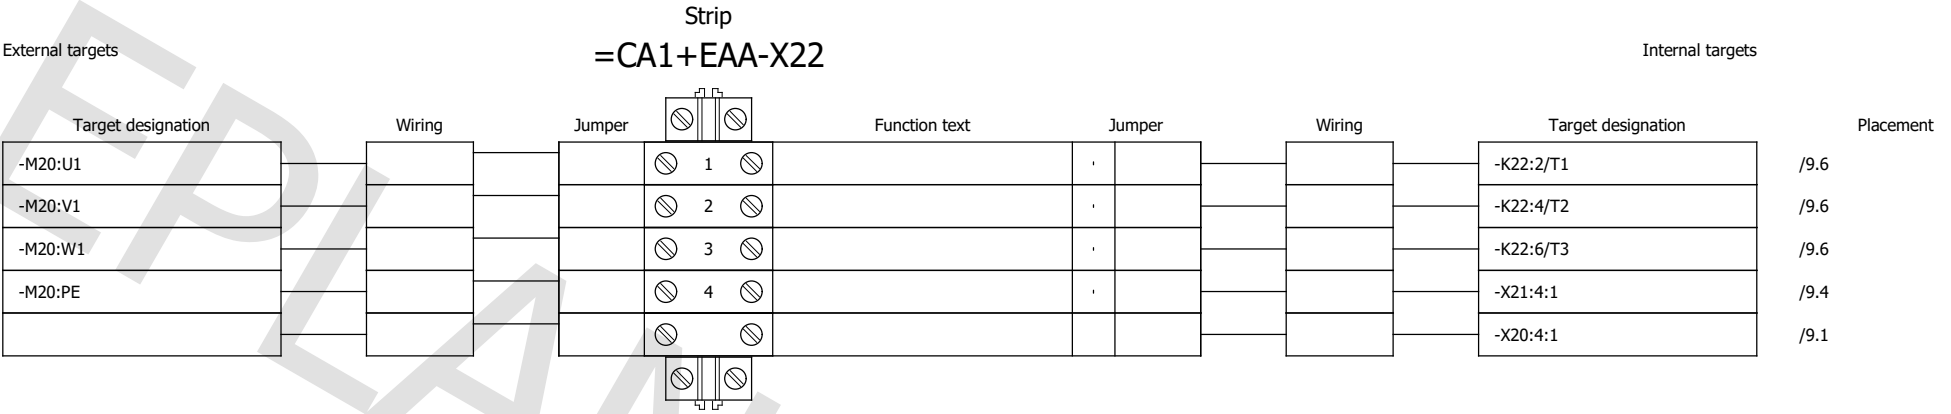 Strip
External targets =CA1+EAA-X22 Internal targets
Target designation Wiring Jumper Function text Jumper Wiring Target designation Placement
-M20:U1 1 -K22:2/T1 /9.6
-M20:V1 2 -K22:4/T2 /9.6
-M20:W1 3 -K22:6/T3 /9.6
-M20:PE 4 -X21:4:1 /9.4
-X20:4:1 /9.1
EPLAN